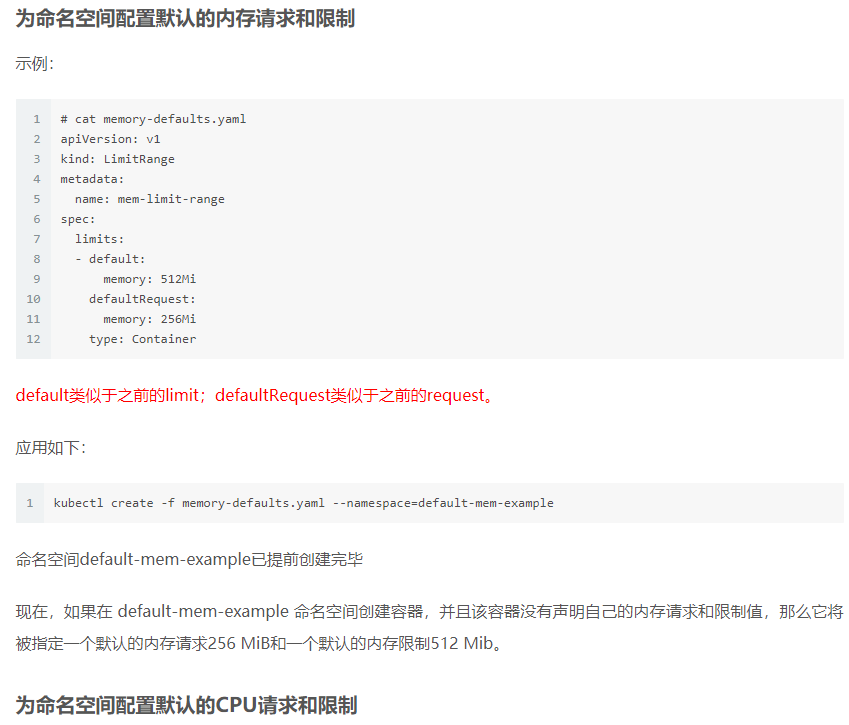 为命名空间配置默认的内存请求和限制
示例：
1 # cat memory-defaults.yaml
2 apiVersion: v1
3 kind: LimitRange
4 metadata:
5   name: mem-limit-range
6 spec:
7   limits:
8   - default:
9       memory: 512Mi
10     defaultRequest:
11       memory: 256Mi
12     type: Container
default类似于之前的limit；defaultRequest类似于之前的request。
应用如下：
1 kubectl create -f memory-defaults.yaml --namespace=default-mem-example
命名空间default-mem-example已提前创建完毕
现在，如果在 default-mem-example 命名空间创建容器，并且该容器没有声明自己的内存请求和限制值，那么它将
被指定一个默认的内存请求256 MiB和一个默认的内存限制512 Mib。
为命名空间配置默认的CPU请求和限制